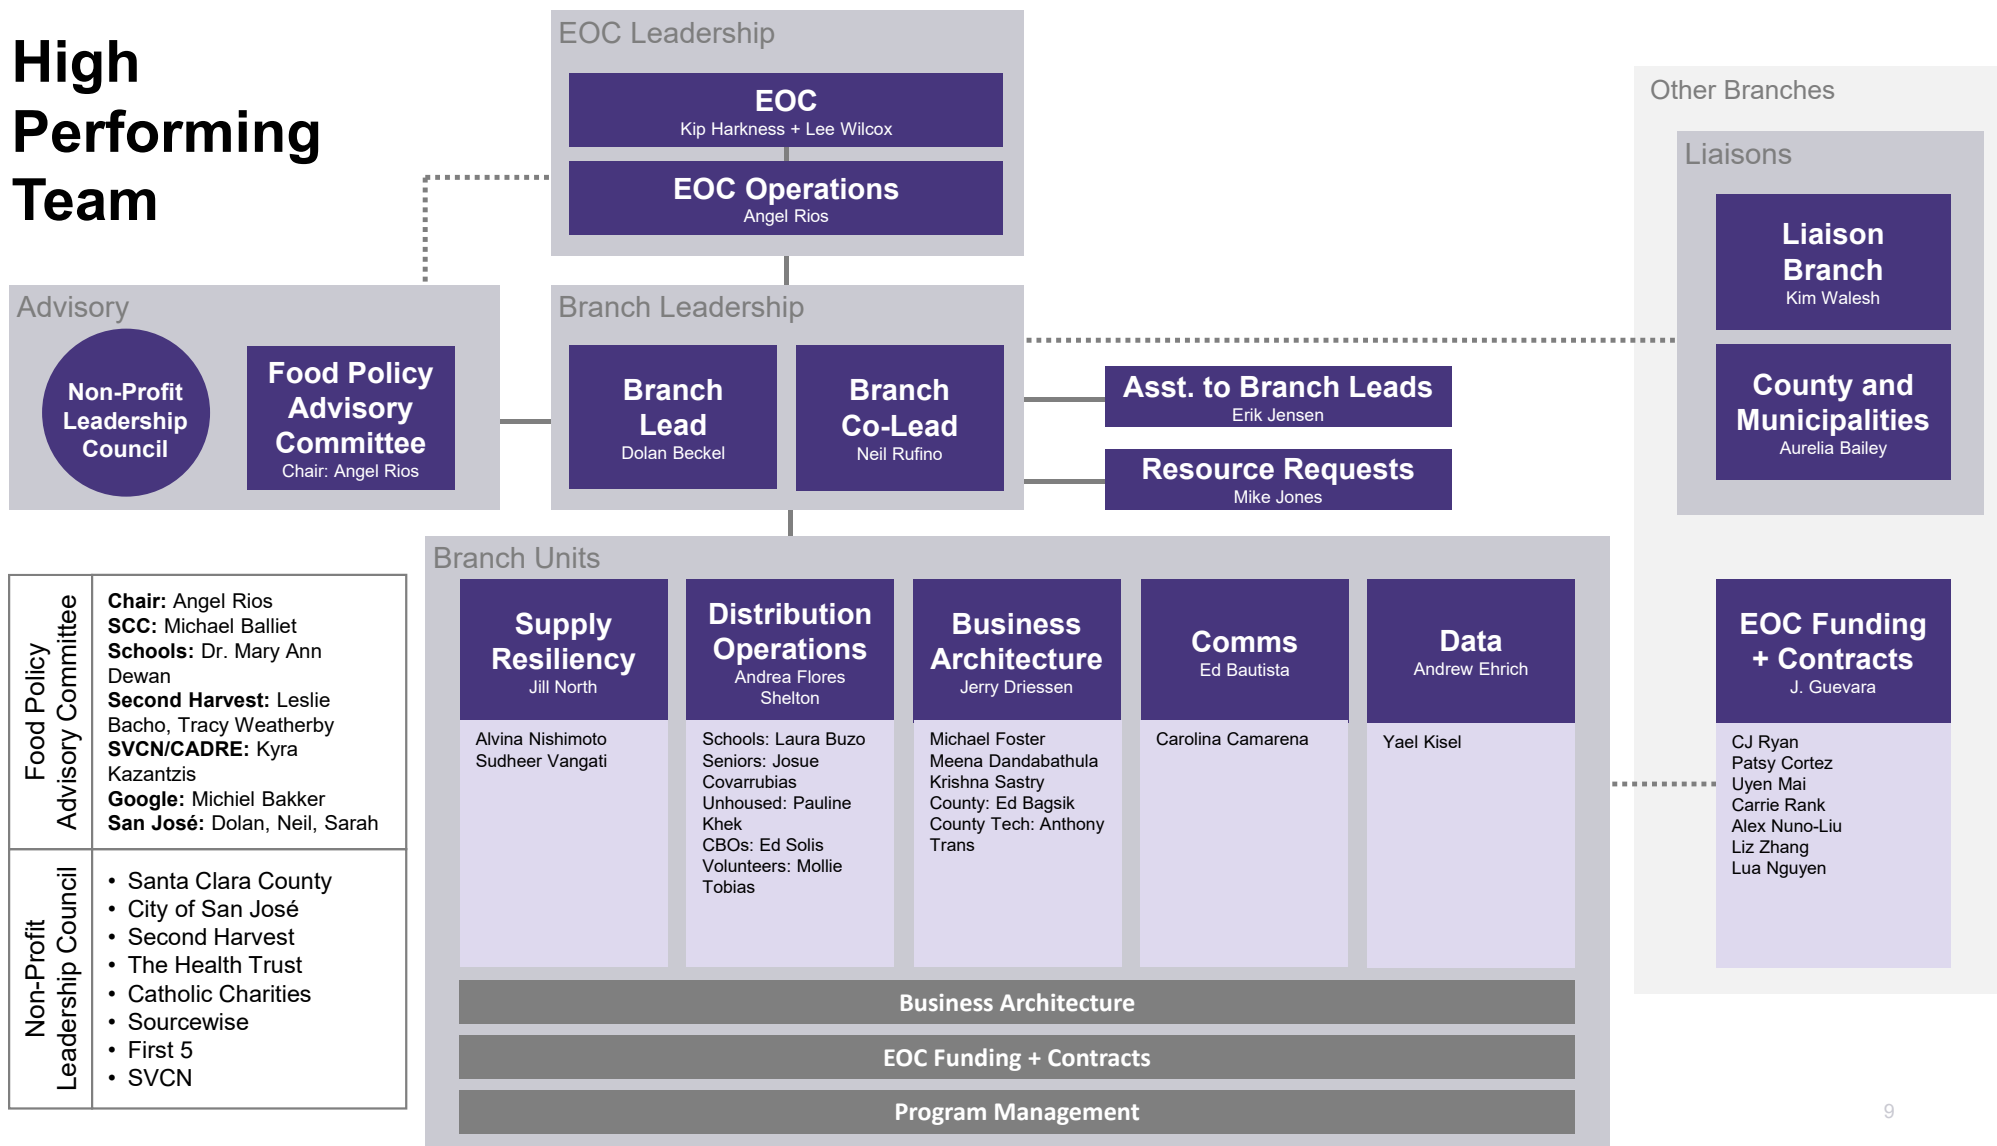 High
Performing
Team
EOC Leadership
EOC
Kip Harkness + Lee Wilcox
EOC Operations
Angel Rios
Other Branches
Liaisons
Liaison
Branch
Kim Walesh
County and
Municipalities
Aurelia Bailey
Advisory
Non-Profit
Leadership
Council
Food Policy
Advisory
Committee
Chair: Angel Rios
Branch Leadership
Branch
Lead
Dolan Beckel
Branch
Co-Lead
Neil Rufino
Asst. to Branch Leads
Erik Jensen
Resource Requests
Mike Jones
Food Policy
Advisory Committee
Chair: Angel Rios
SCC: Michael Balliet
Schools: Dr. Mary Ann
Dewan
Second Harvest: Leslie
Bacho, Tracy Weatherby
SVCN/CADRE: Kyra
Kazantzis
Google: Michiel Bakker
San José: Dolan, Neil, Sarah
Non-Profit
Leadership Council
• Santa Clara County
• City of San José
• Second Harvest
• The Health Trust
• Catholic Charities
• Sourcewise
• First 5
• SVCN
Branch Units
Supply
Resiliency
Jill North
Alvina Nishimoto
Sudheer Vangati
Distribution
Operations
Andrea Flores
Shelton
Schools: Laura Buzo
Seniors: Josue
Covarrubias
Unhoused: Pauline
Khek
CBOs: Ed Solis
Volunteers: Mollie
Tobias
Business
Architecture
Jerry Driessen
Michael Foster
Meena Dandabathula
Krishna Sastry
County: Ed Bagsik
County Tech: Anthony
Trans
Comms
Ed Bautista
Carolina Camarena
Data
Andrew Ehrich
Yael Kisel
EOC Funding
+ Contracts
J. Guevara
CJ Ryan
Patsy Cortez
Uyen Mai
Carrie Rank
Alex Nuno-Liu
Liz Zhang
Lua Nguyen
Business Architecture
EOC Funding + Contracts
Program Management
9